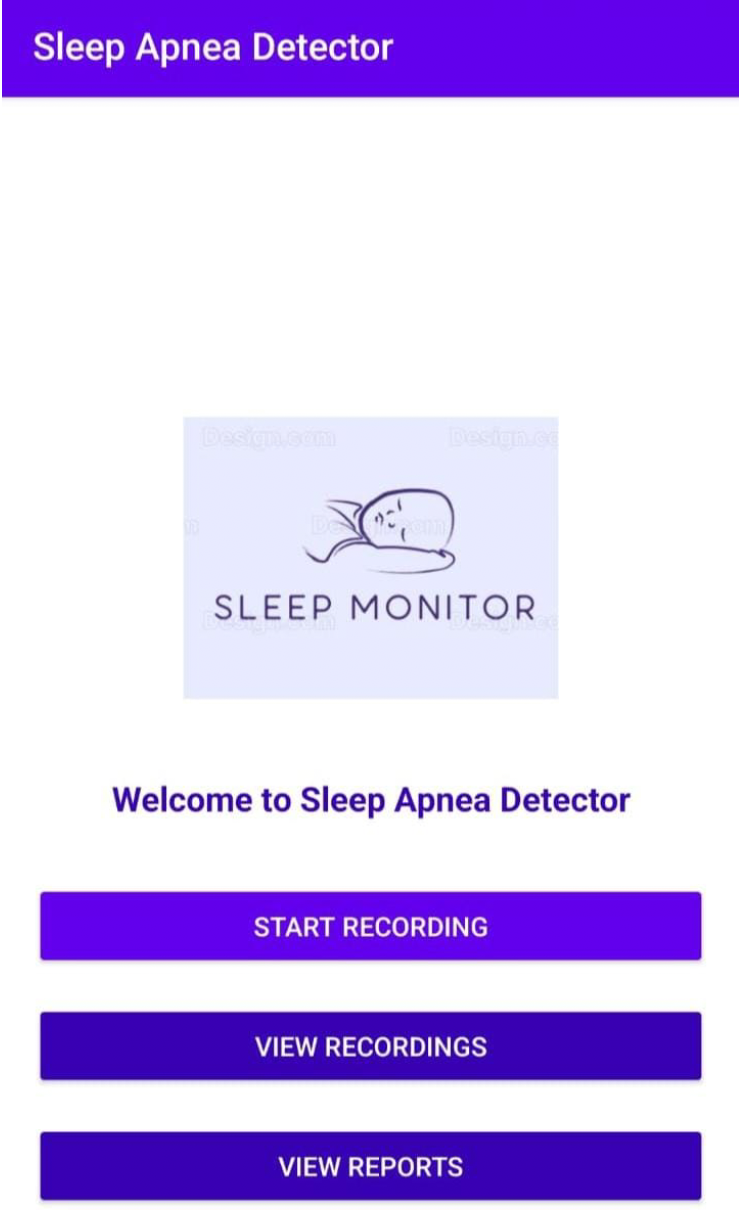 Sleep Apnea Detector
Design.com Design.co
m Design.com
SLEEP MONITOR
Design.com Design.co
Welcome to Sleep Apnea Detector
START RECORDING
VIEW RECORDINGS
VIEW REPORTS